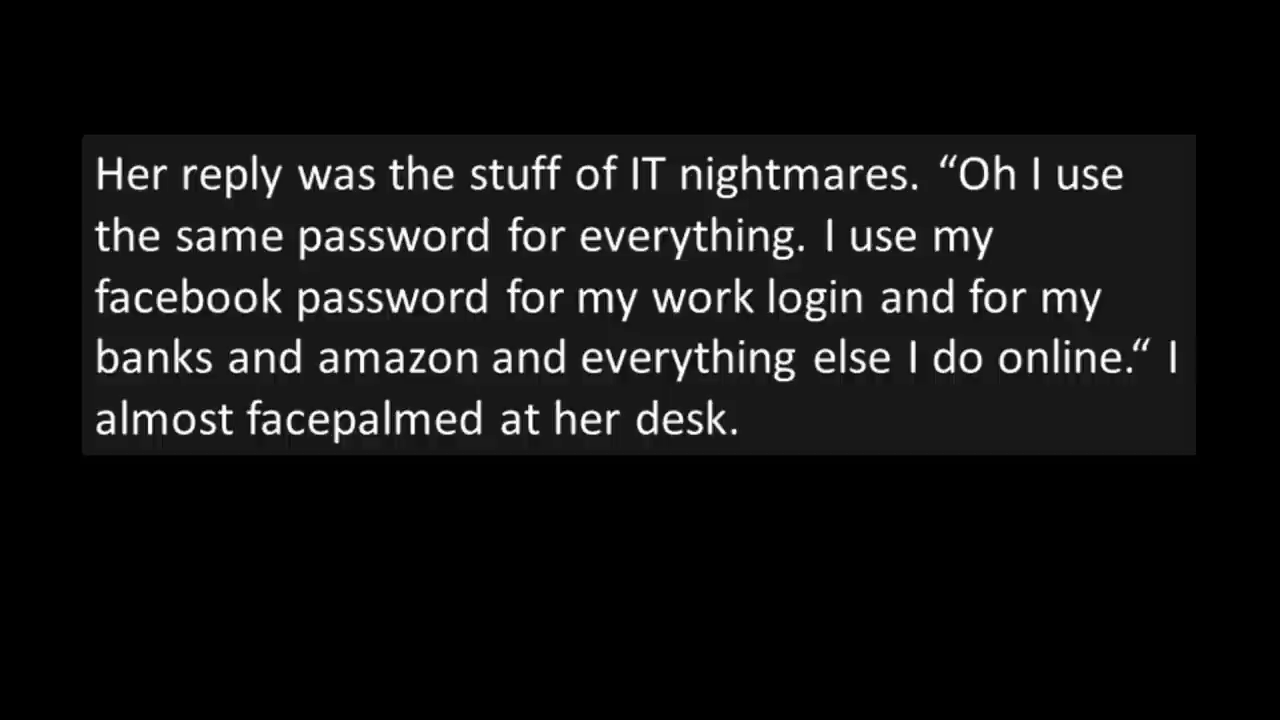 Her reply was the stuff of IT nightmares. “Oh I use
the same password for everything. I use my
facebook password for my work login and for my
banks and amazon and everything else I do online.“ I
almost facepalmed at her desk.